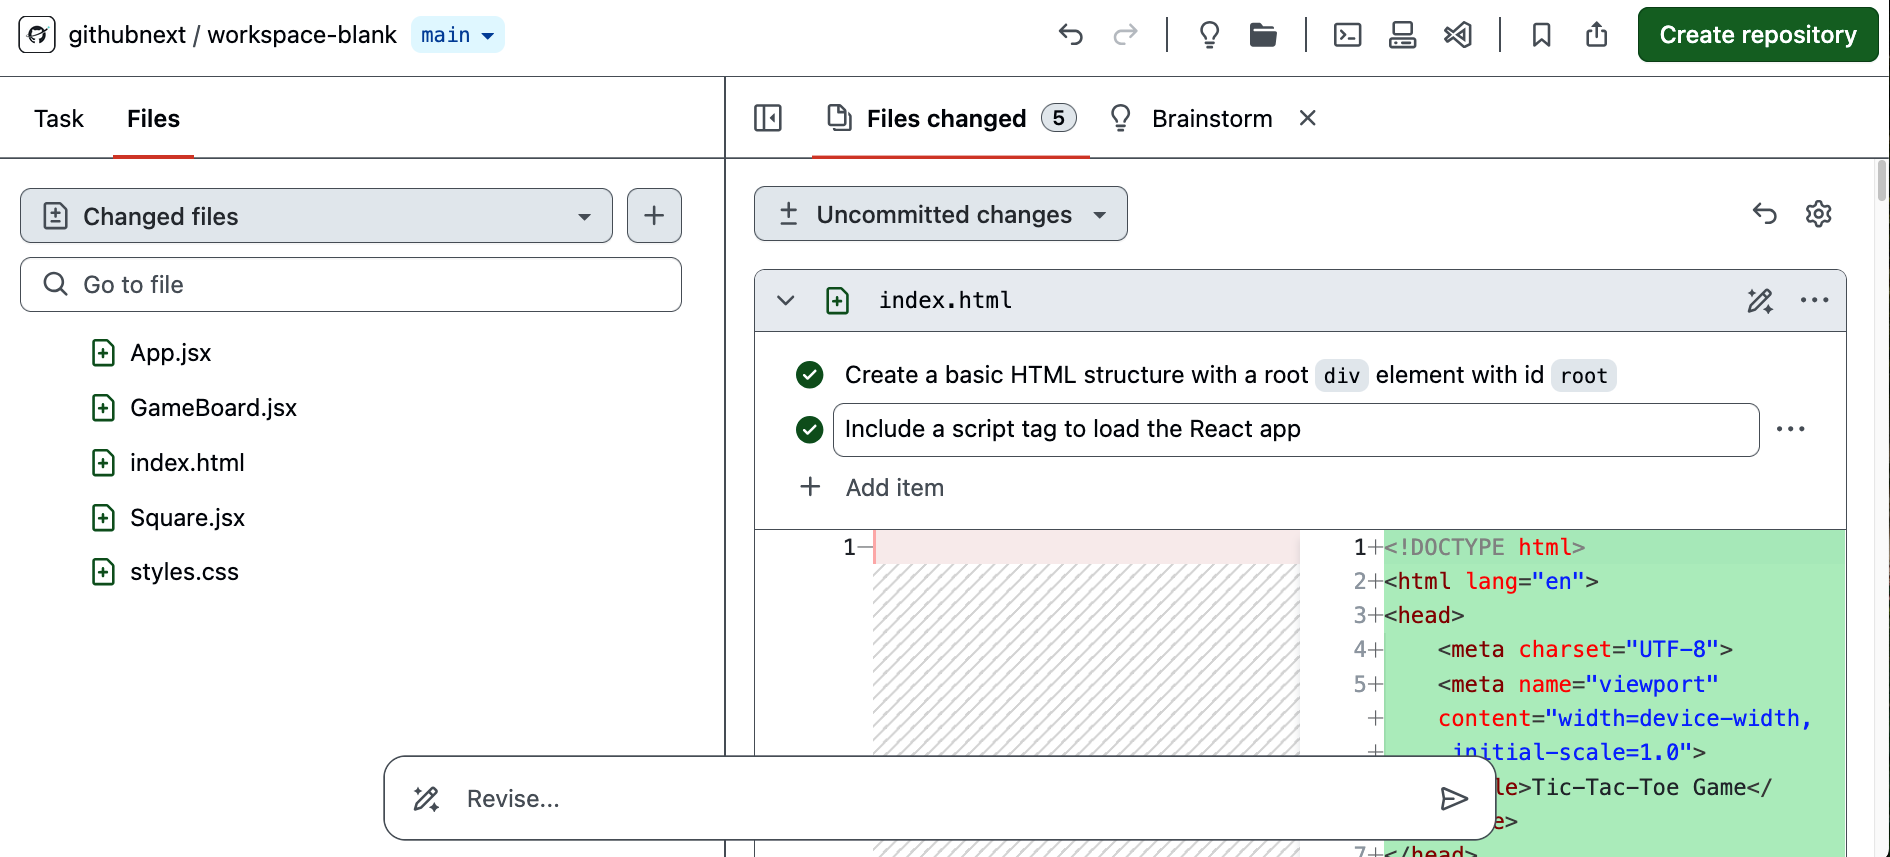 githubnext / workspace-blank main
Create repository
Task Files
Files changed 5 Brainstorm
Changed files
Go to file
App.jsx
GameBoard.jsx
index.html
Square.jsx
styles.css
Uncommitted changes
index.html
Create a basic HTML structure with a root div element with id root
Include a script tag to load the React app
Add item
1 −
1 + <!DOCTYPE html>
2 + <html lang="en">
3 + <head>
4 + <meta charset="UTF-8">
5 + <meta name="viewport"
+ content="width=device-width,
+ initial-scale=1.0">
le>Tic-Tac-Toe Game</
e>
7 + </head>
Revise...